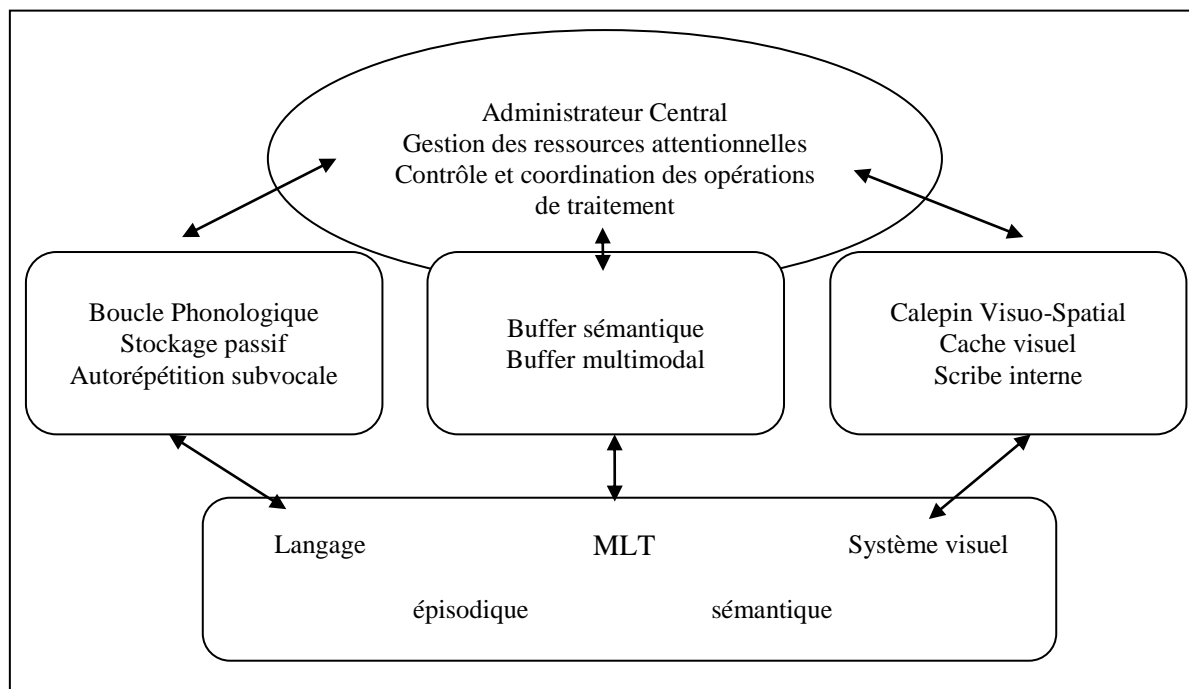 Administrateur Central
Gestion des ressources attentionnelles
Contrôle et coordination des opérations
de traitement
Boucle Phonologique
Stockage passif
Autorépétition subvocale
Buffer sémantique
Buffer multimodal
Calepin Visuo-Spatial
Cache visuel
Scribe interne
Langage
MLT
Système visuel
épisodique
sémantique